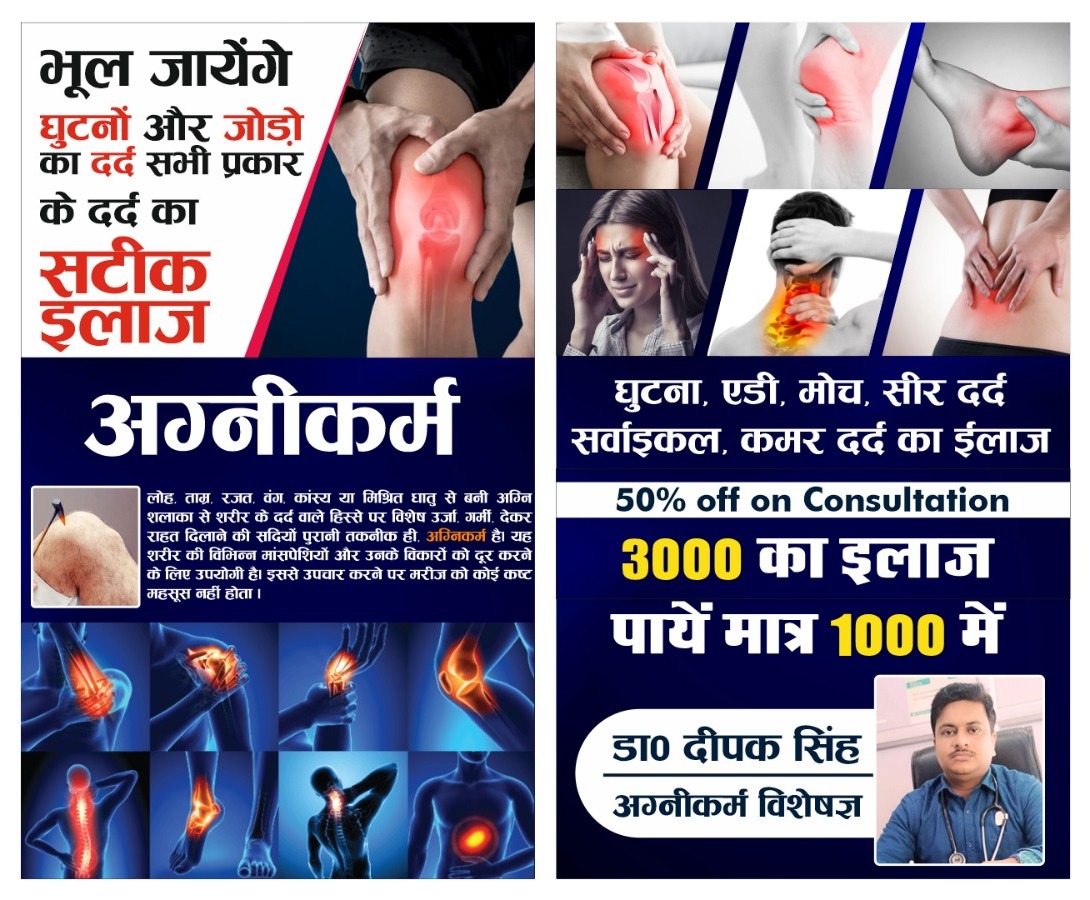 भूल जायेंगे
घुटनों और जोडो़
का दर्द सभी प्रकार
के दर्द का
सटीक
इलाज
अग्नीकर्म
लोह, ताम्र, रजत, वंग, कांस्य या मिश्रित धातु से बनी अग्नि
शलाका से शरीर के दर्द वाले हिस्से पर विशेष उर्जा, गर्मी, देकर
राहत दिलाने की सदियों पुरानी तकनीक ही, अग्निकर्म है। यह
शरीर की विभिन्न मांसपेशियों और उनके विकारों को दूर करने
के लिए उपयोगी है। इससे उपचार करने पर मरीज को कोई कष्ट
महसूस नहीं होता ।
घुटना, एडी, मोच, सीर दर्द
सर्वाइकल, कमर दर्द का ईलाज
50% off on Consultation
3000 का इलाज
पायें मात्र 1000 में
डा0 दीपक सिंह
अग्नीकर्म विशेषज्ञ